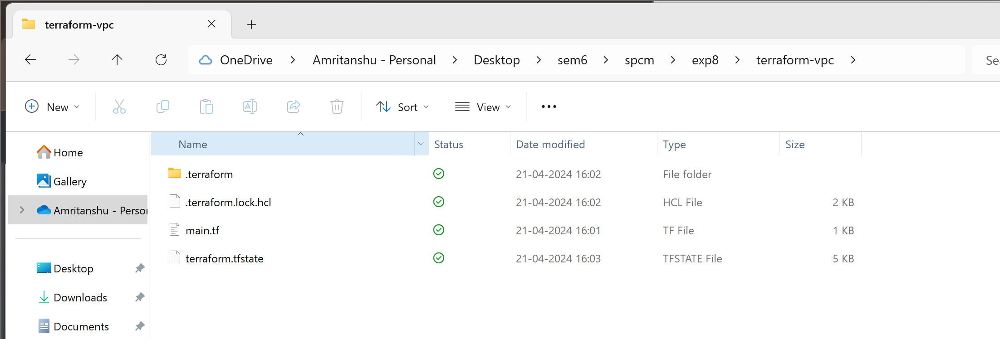 terraform-vpc
OneDrive > Amritanshu - Personal > Desktop > sem6 > spcm > exp8 > terraform-vpc >
New Sort View
Name Status Date modified Type Size
Home
Gallery
Amritanshu - Person
Desktop
Downloads
Documents
.terraform 21-04-2024 16:02 File folder
.terraform.lock.hcl 21-04-2024 16:02 HCL File 2 KB
main.tf 21-04-2024 16:01 TF File 1 KB
terraform.tfstate 21-04-2024 16:03 TFSTATE File 5 KB